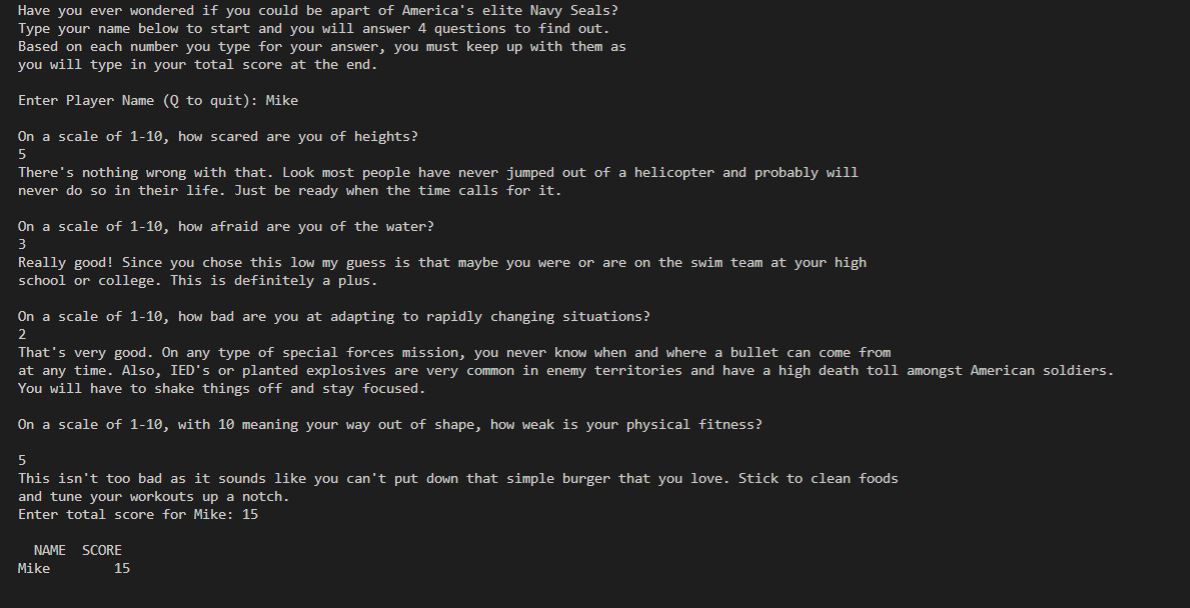 Have you ever wondered if you could be apart of America's elite Navy Seals?
Type your name below to start and you will answer 4 questions to find out.
Based on each number you type for your answer, you must keep up with them as
you will type in your total score at the end.
Enter Player Name (Q to quit): Mike
On a scale of 1-10, how scared are you of heights?
5
There's nothing wrong with that. Look most people have never jumped out of a helicopter and probably will
never do so in their life. Just be ready when the time calls for it.
On a scale of 1-10, how afraid are you of the water?
3
Really good! Since you chose this low my guess is that maybe you were or are on the swim team at your high
school or college. This is definitely a plus.
On a scale of 1-10, how bad are you at adapting to rapidly changing situations?
2
That's very good. On any type of special forces mission, you never know when and where a bullet can come from
at any time. Also, IED's or planted explosives are very common in enemy territories and have a high death toll amongst American soldiers.
You will have to shake things off and stay focused.
On a scale of 1-10, with 10 meaning your way out of shape, how weak is your physical fitness?
5
This isn't too bad as it sounds like you can't put down that simple burger that you love. Stick to clean foods
and tune your workouts up a notch.
Enter total score for Mike: 15
NAME  SCORE
Mike        15